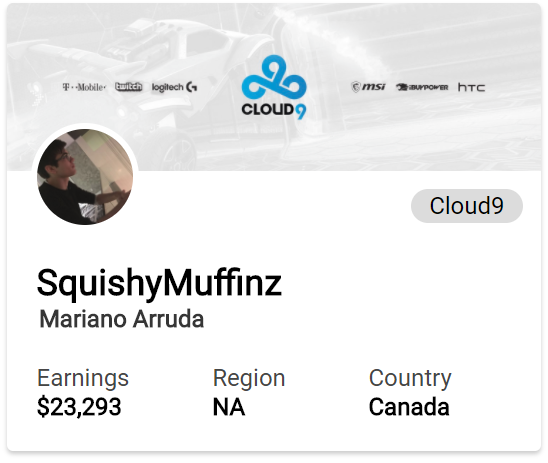 T··Mobile· twitch logitech G
CLOUD9
msi iBUYPOWER hTC
Cloud9
SquishyMuffinz
Mariano Arruda
Earnings Region Country
$23,293 NA Canada